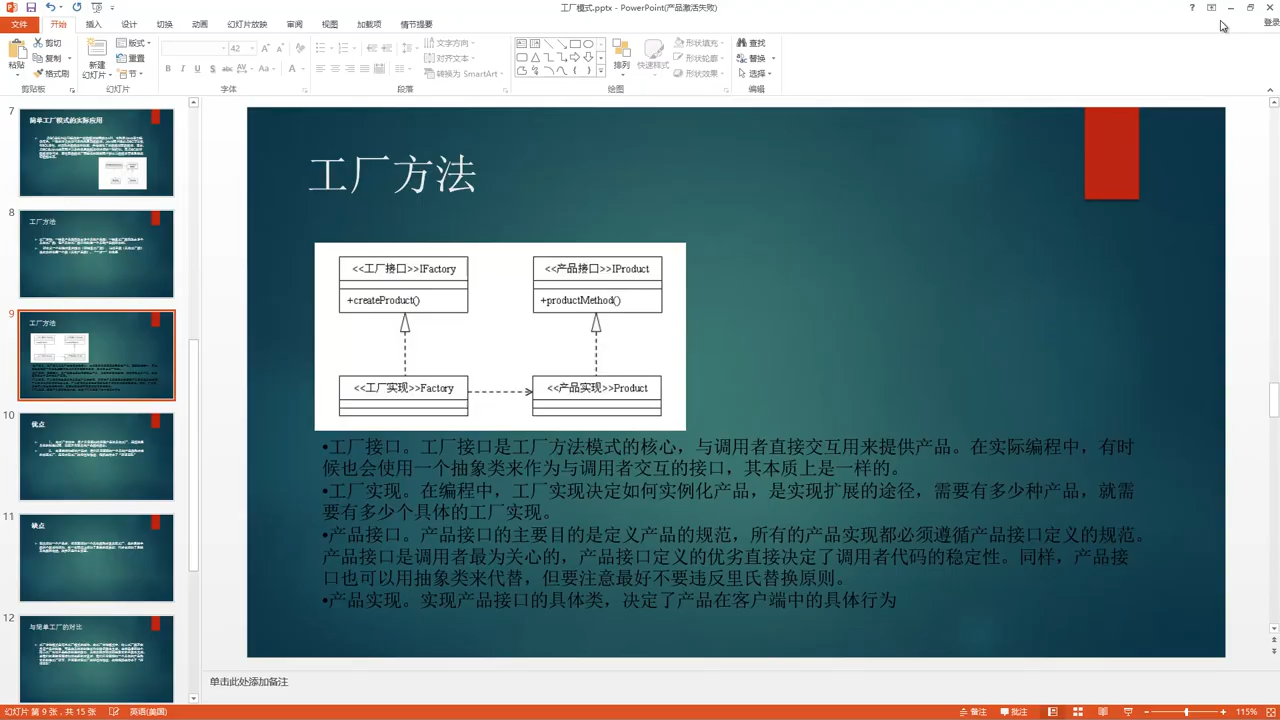 工厂模式.pptx - PowerPoint(产品激活失败)
文件
开始
插入
设计
切换
动画
幻灯片放映
审阅
视图
加载项
情节提要
登录
粘贴
剪切
复制
格式刷
剪贴板
新建
幻灯片
版式
重置
节
幻灯片
42
字体
文字方向
对齐文本
转换为 SmartArt
段落
排列
快速样式
形状填充
形状轮廓
形状效果
绘图
查找
替换
选择
编辑
7
简单工厂模式的实际应用
8
工厂方法
9
工厂方法
10
优点
11
缺点
12
与简单工厂的对比
工厂方法
<<工厂接口>>IFactory
+createProduct()
<<产品接口>>IProduct
+productMethod()
<<工厂实现>>Factory
<<产品实现>>Product
•工厂接口。工厂接口是工厂方法模式的核心，与调用者直接交互用来提供产品。在实际编程中，有时
候也会使用一个抽象类来作为与调用者交互的接口，其本质上是一样的。
•工厂实现。在编程中，工厂实现决定如何实例化产品，是实现扩展的途径，需要有多少种产品，就需
要有多少个具体的工厂实现。
•产品接口。产品接口的主要目的是定义产品的规范，所有的产品实现都必须遵循产品接口定义的规范。
产品接口是调用者最为关心的，产品接口定义的优劣直接决定了调用者代码的稳定性。同样，产品接
口也可以用抽象类来代替，但要注意最好不要违反里氏替换原则。
•产品实现。实现产品接口的具体类，决定了产品在客户端中的具体行为
单击此处添加备注
幻灯片 第 9 张，共 15 张
英语(美国)
备注
批注
115%